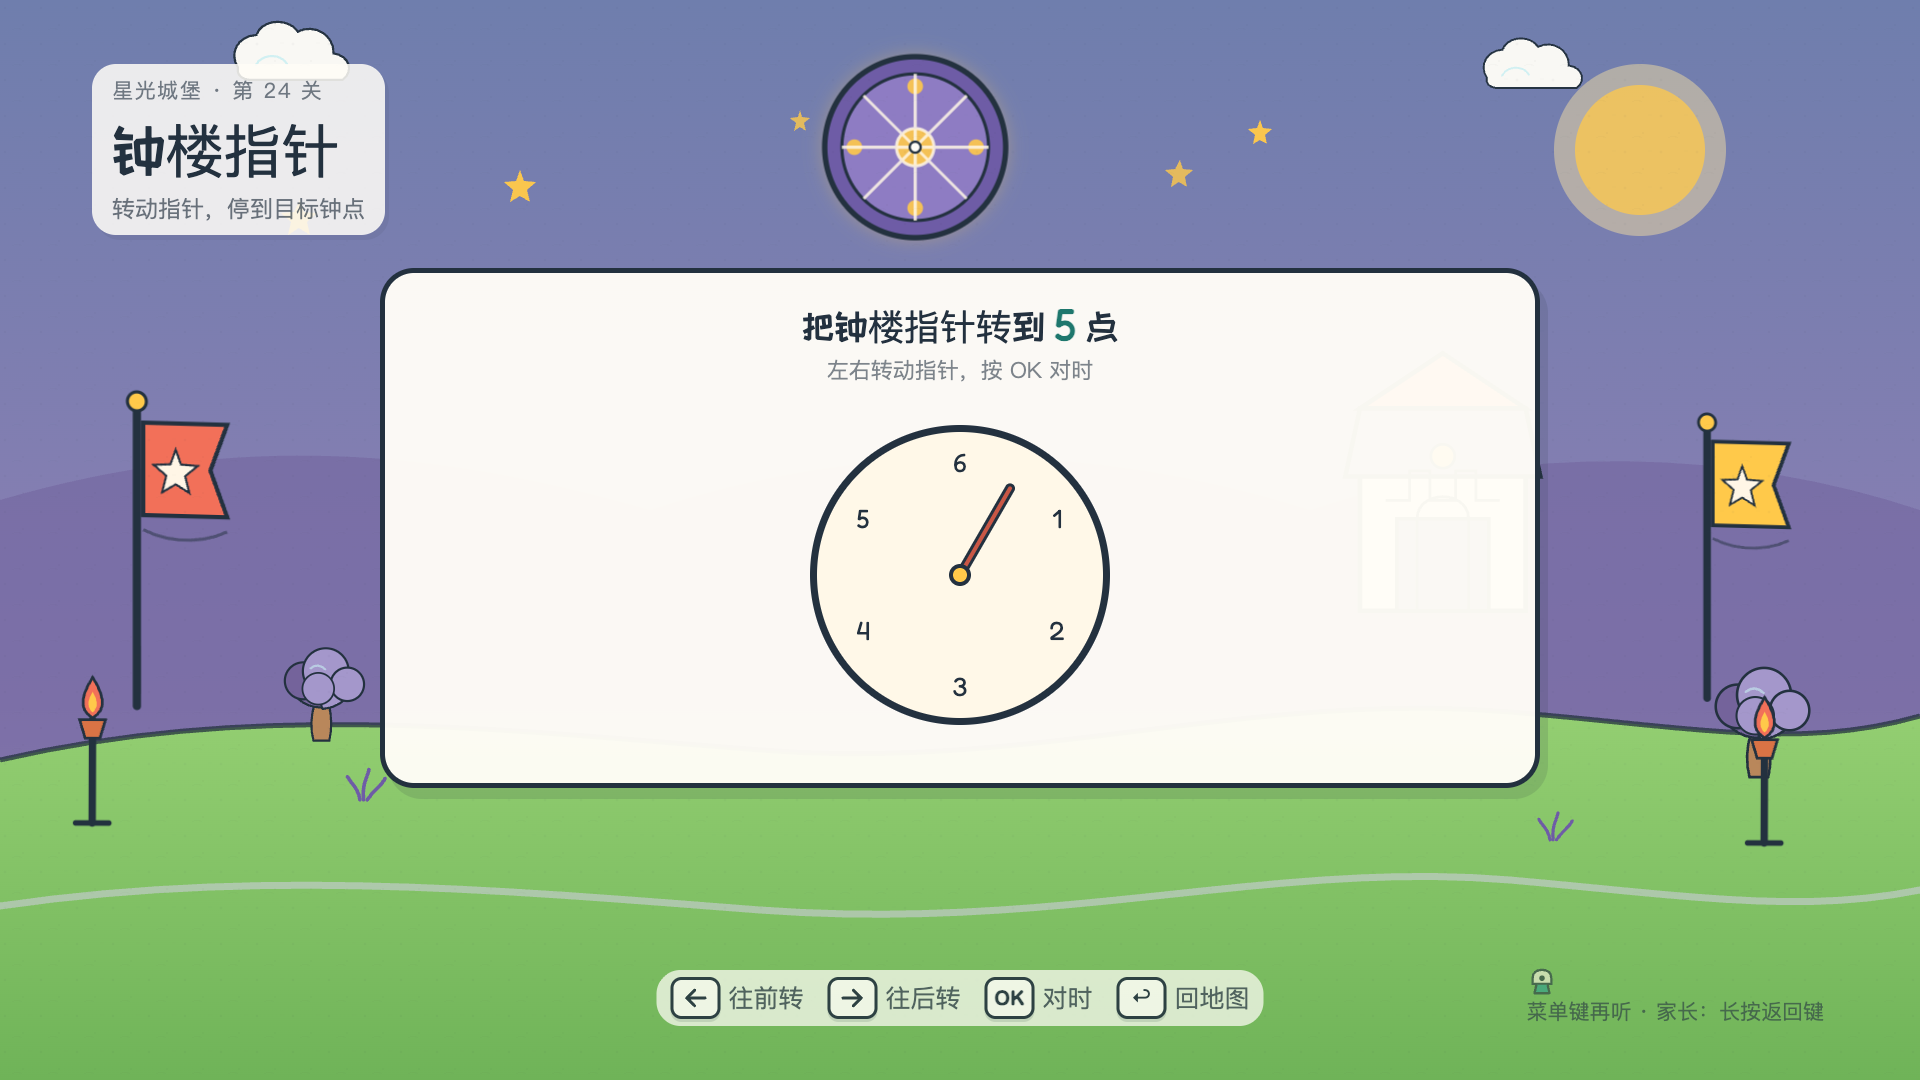 星光城堡 · 第 24 关
钟楼指针
转动指针，停到目标钟点
把钟楼指针转到 5 点
左右转动指针，按 OK 对时
6
5
1
4
2
3
往前转
往后转
OK 对时
回地图
菜单键再听 · 家长：长按返回键